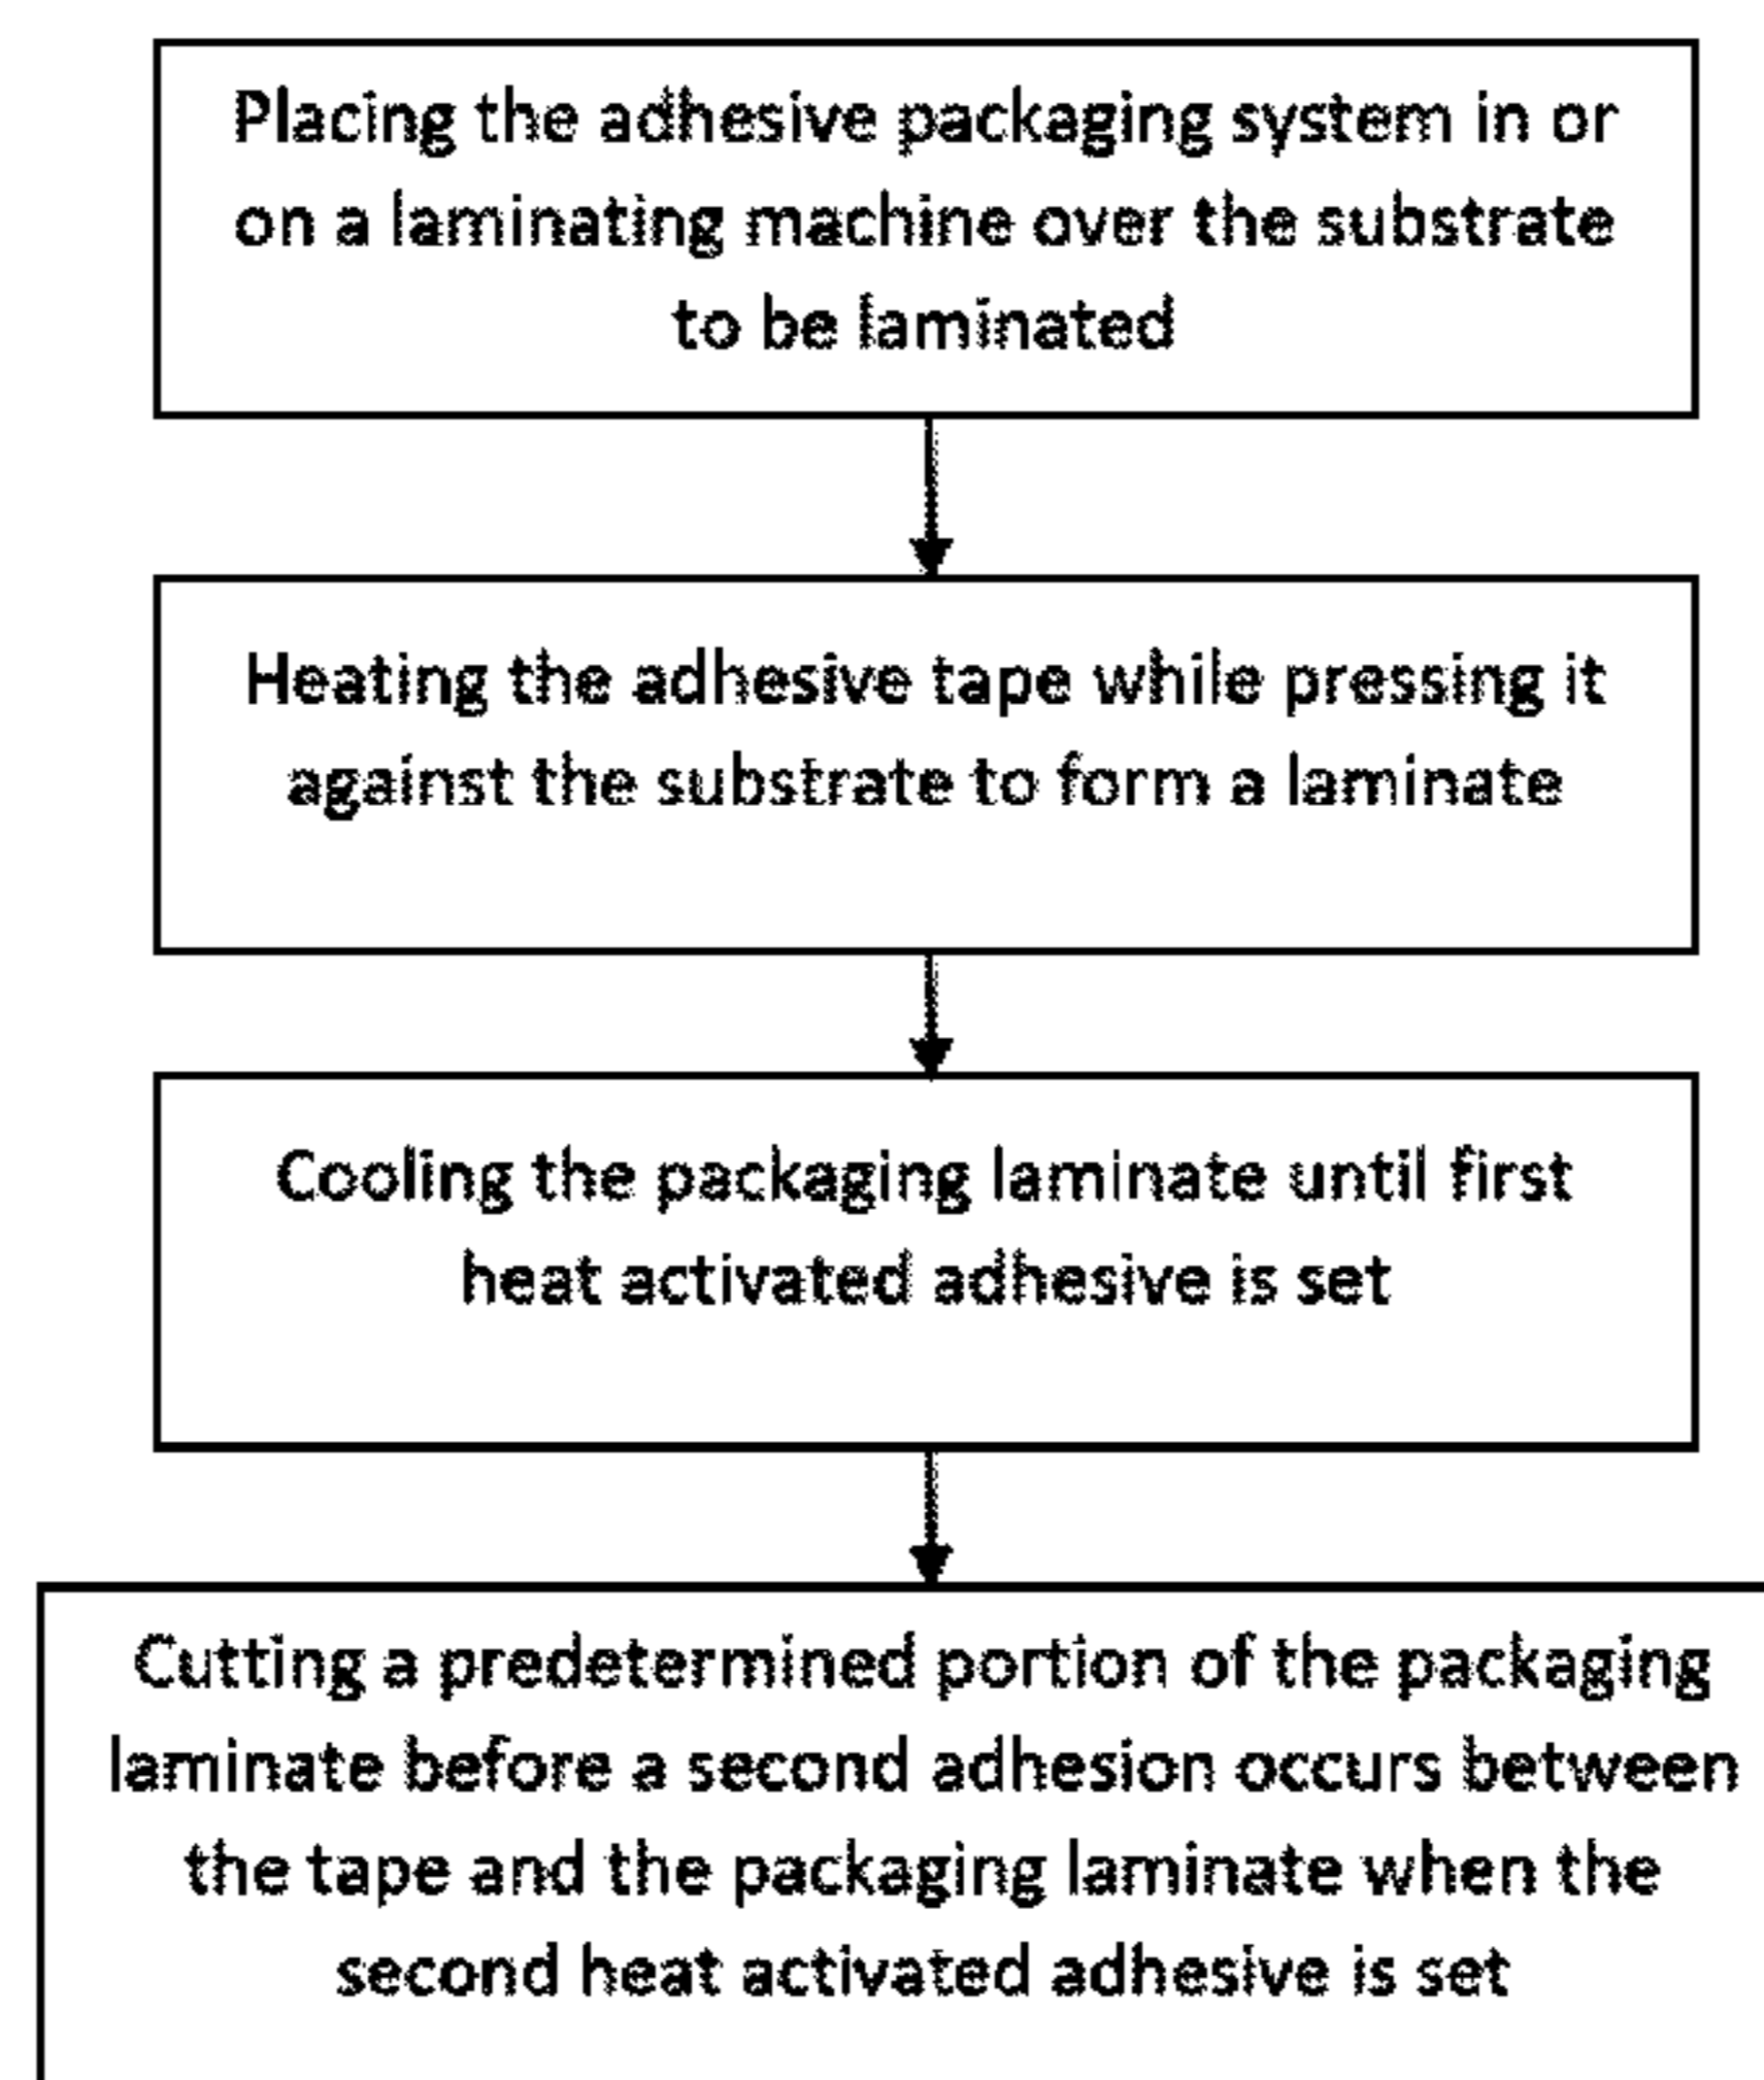 Placing the adhesive packaging system in or
on a laminating machine over the substrate
to be laminated
Heating the adhesive tape while pressing it
against the substrate to form a laminate
Cooling the packaging laminate until first
heat activated adhesive is set
Cutting a predetermined portion of the packaging
laminate before a second adhesion occurs between
the tape and the packaging laminate when the
second heat activated adhesive is set